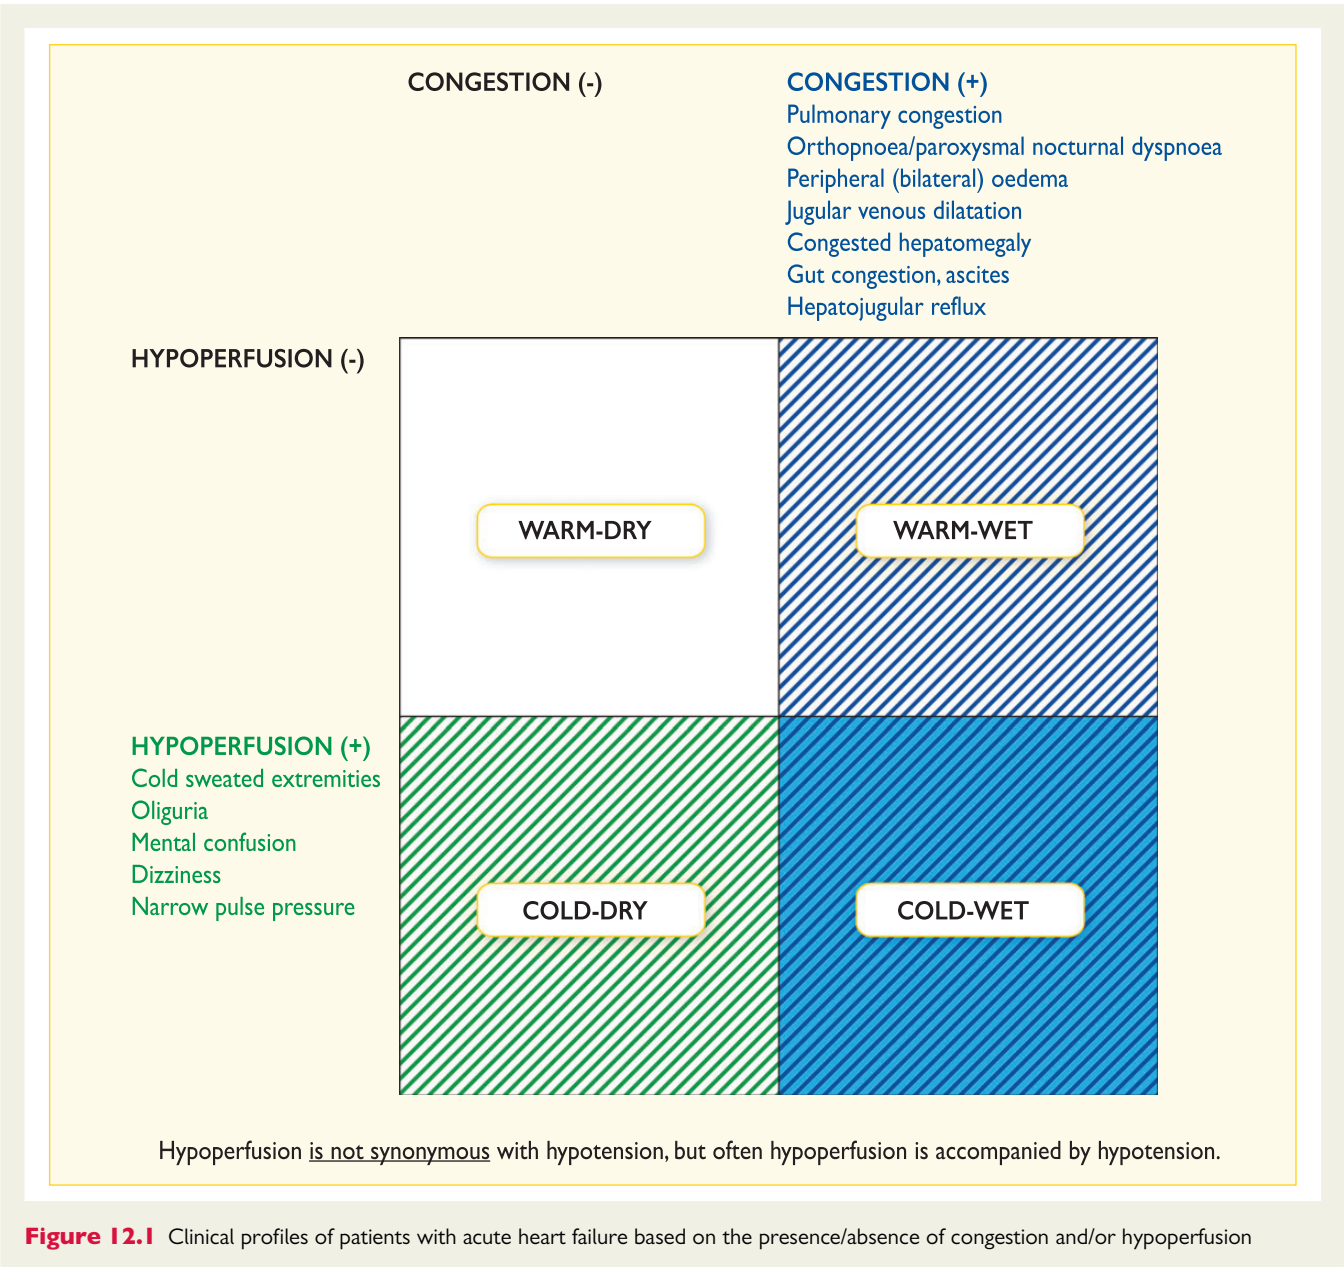 CONGESTION (-)
CONGESTION (+)
Pulmonary congestion
Orthopnoea/paroxysmal nocturnal dyspnoea
Peripheral (bilateral) oedema
Jugular venous dilatation
Congested hepatomegaly
Gut congestion, ascites
Hepatojugular reflux
HYPOPERFUSION (-)
WARM-DRY
WARM-WET
HYPOPERFUSION (+)
Cold sweated extremities
Oliguria
Mental confusion
Dizziness
Narrow pulse pressure
COLD-DRY
COLD-WET
Hypoperfusion is not synonymous with hypotension, but often hypoperfusion is accompanied by hypotension.
Figure 12.1 Clinical profiles of patients with acute heart failure based on the presence/absence of congestion and/or hypoperfusion